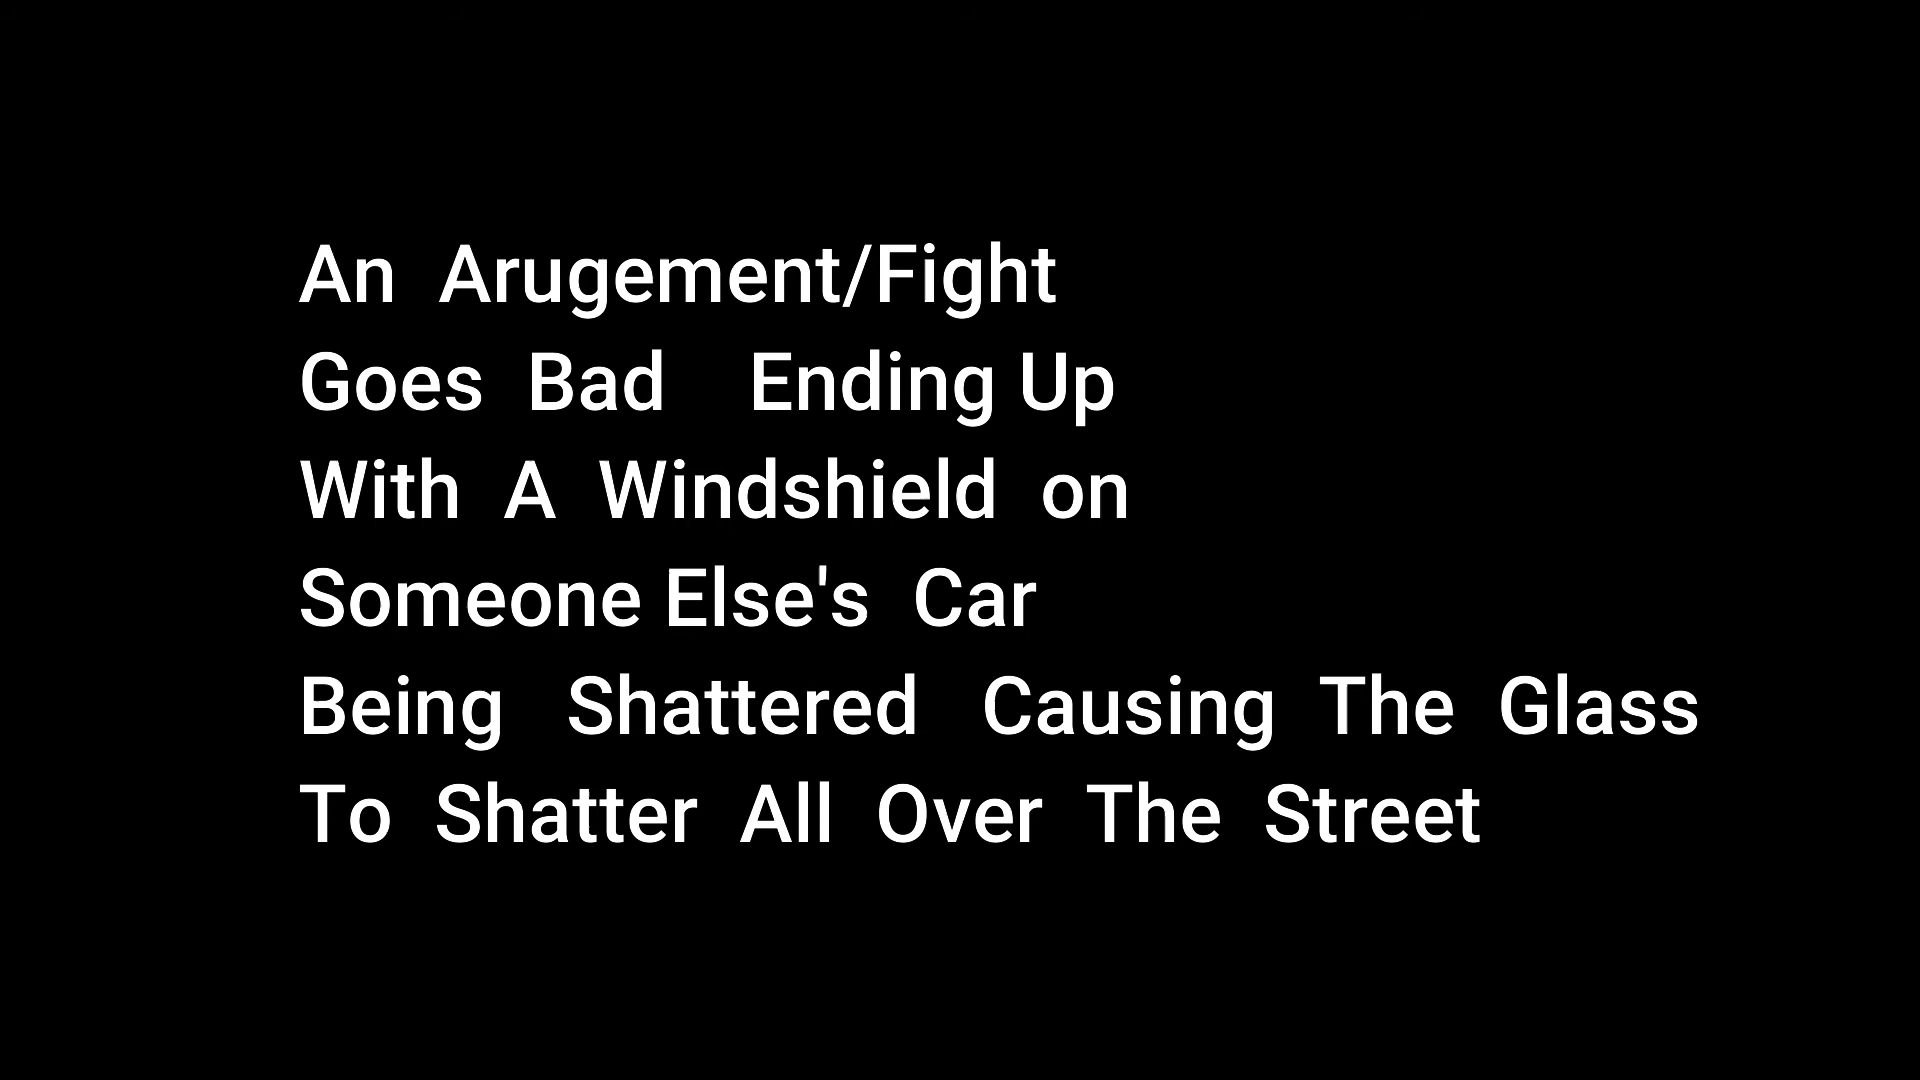 An Arugement/Fight
Goes Bad Ending Up
With A Windshield on
Someone Else's Car
Being Shattered Causing The Glass
To Shatter All Over The Street